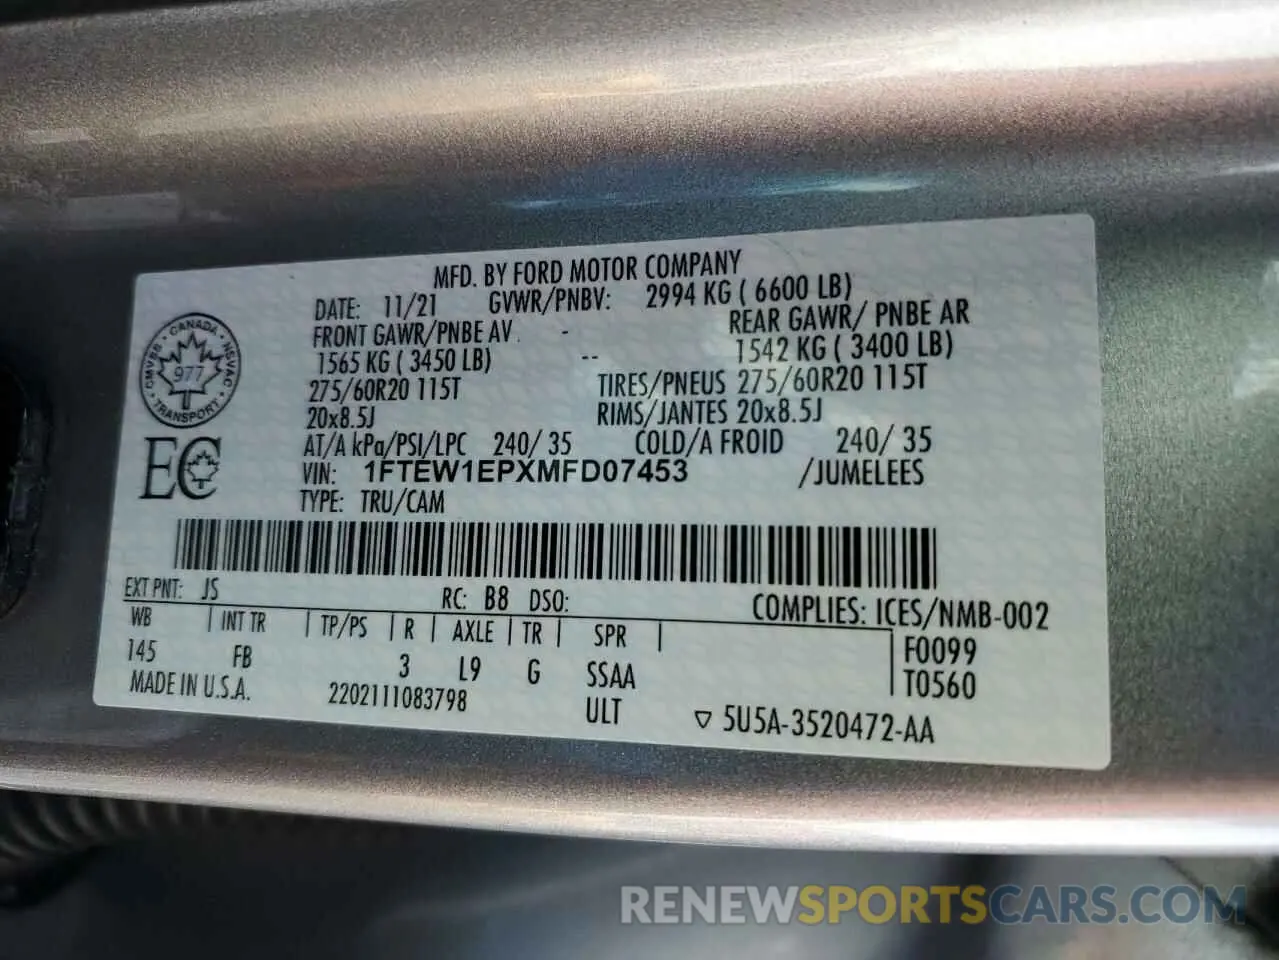 MFD. BY FORD MOTOR COMPANY
DATE: 11/21 GVWR/PNBV: 2994 KG ( 6600 LB)
FRONT GAWR/PNBE AV - REAR GAWR/ PNBE AR
1565 KG ( 3450 LB) -- 1542 KG ( 3400 LB)
275/60R20 115T TIRES/PNEUS 275/60R20 115T
20x8.5J RIMS/JANTES 20x8.5J
AT/A kPa/PSI/LPC 240/ 35 COLD/A FROID 240/ 35
VIN: 1FTEW1EPXMFD07453 /JUMELEES
TYPE: TRU/CAM
CANADA · NSVAC · TRANSPORT · CMVSS
977
EC
EXT PNT: JS RC: B8 DSO: COMPLIES: ICES/NMB-002
WB | INT TR | TP/PS | R | AXLE | TR | SPR | F0099
145 FB 3 L9 G SSAA T0560
MADE IN U.S.A. 2202111083798 ULT ▽ 5U5A-3520472-AA
RENEWSPORTSCARS.COM